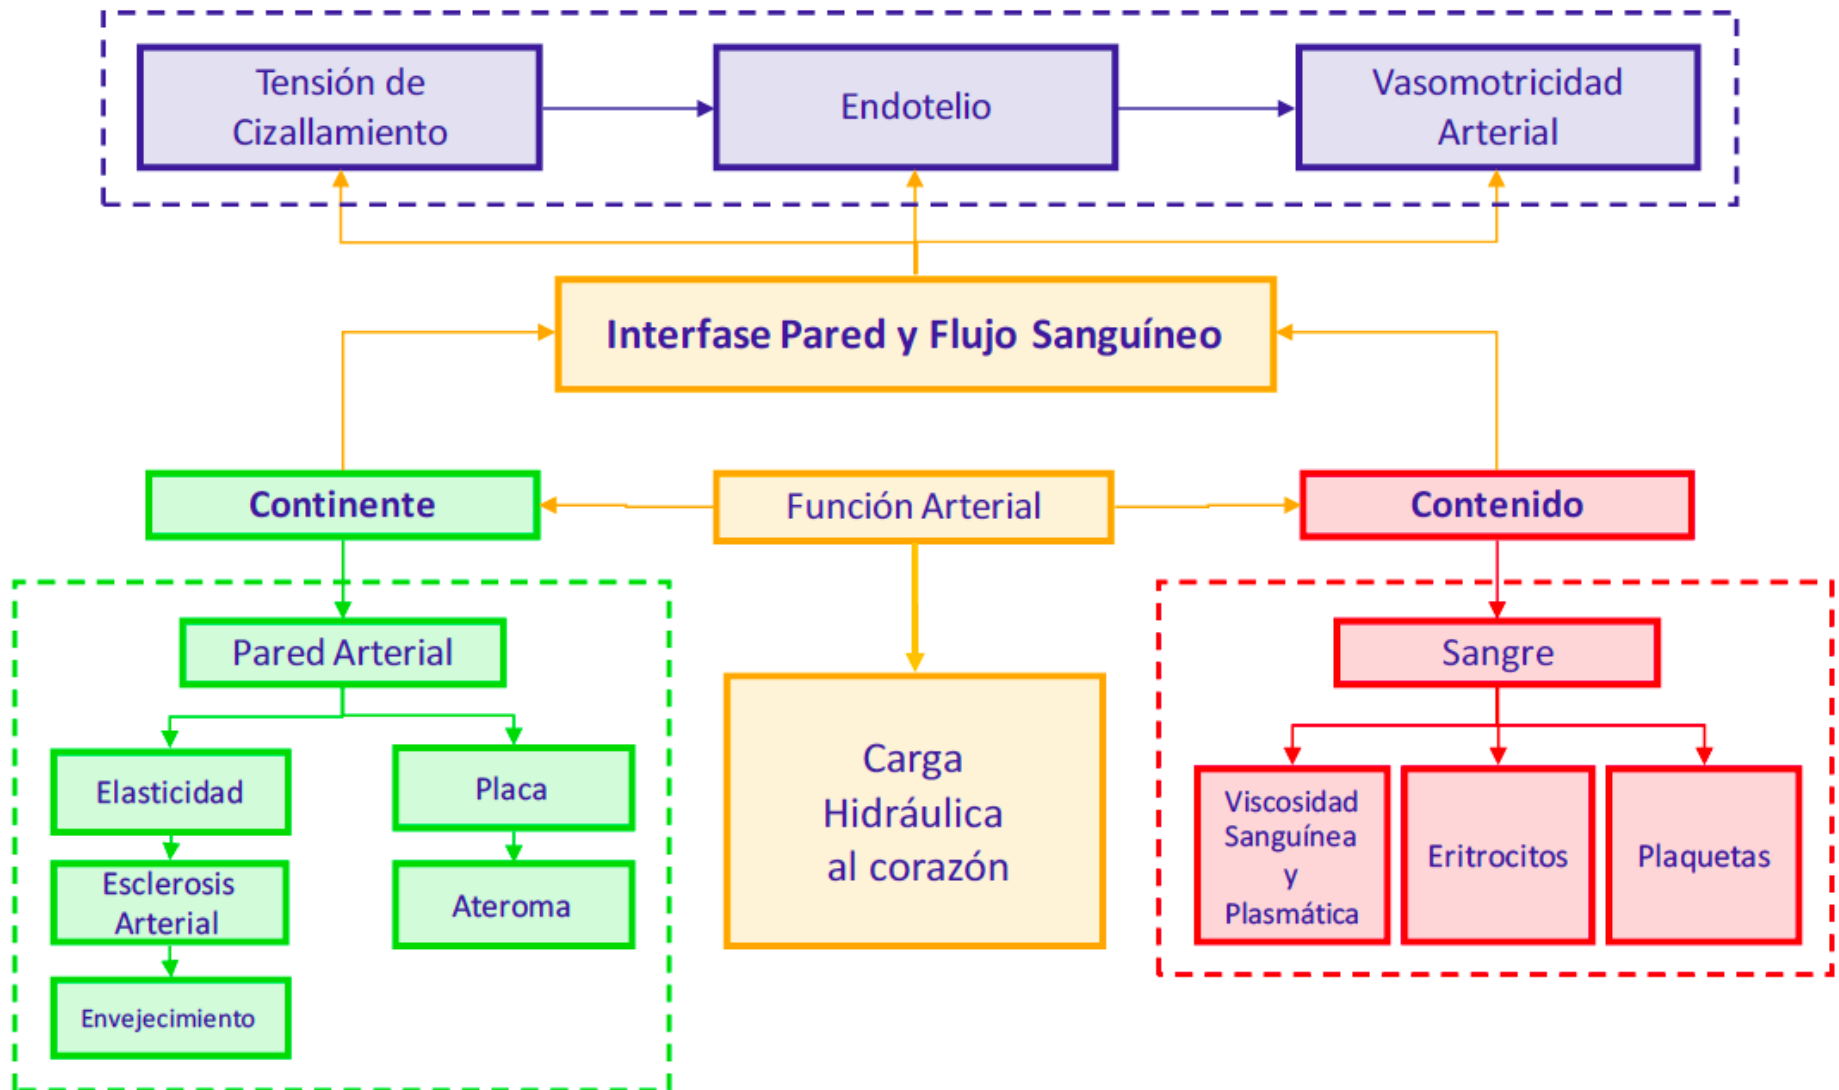 Tensión de
Cizallamiento
Endotelio
Vasomotricidad
Arterial
Interfase Pared y Flujo Sanguíneo
Continente
Función Arterial
Contenido
Pared Arterial
Sangre
Elasticidad
Placa
Esclerosis
Arterial
Ateroma
Envejecimiento
Carga
Hidráulica
al corazón
Viscosidad
Sanguínea
y
Plasmática
Eritrocitos
Plaquetas